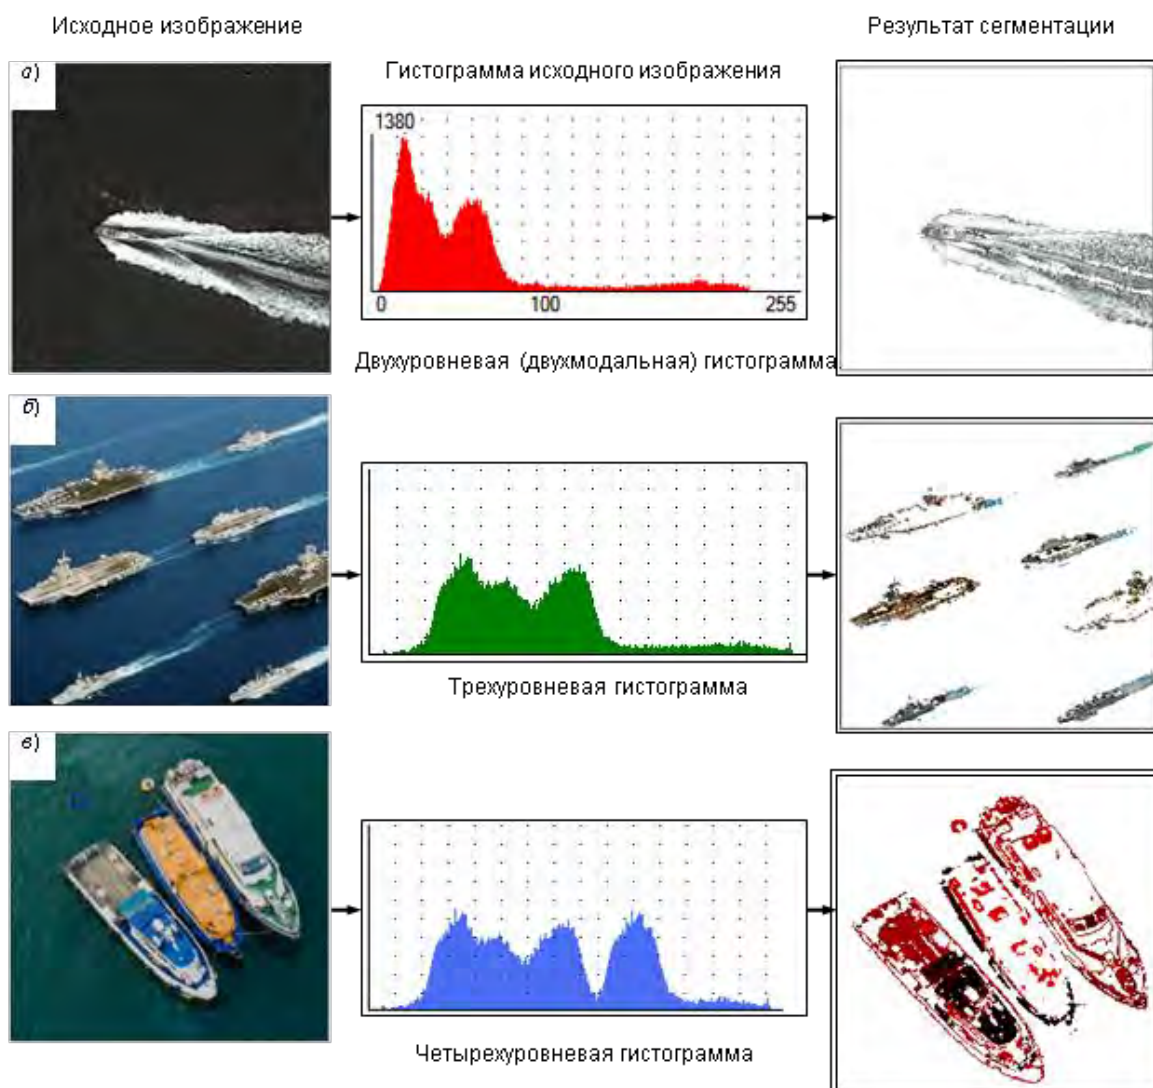 Исходное изображение
Результат сегментации
а)
Гистограмма исходного изображения
1380
0 100 255
Двухуровневая (двухмодальная) гистограмма
б)
Трехуровневая гистограмма
в)
Четырехуровневая гистограмма